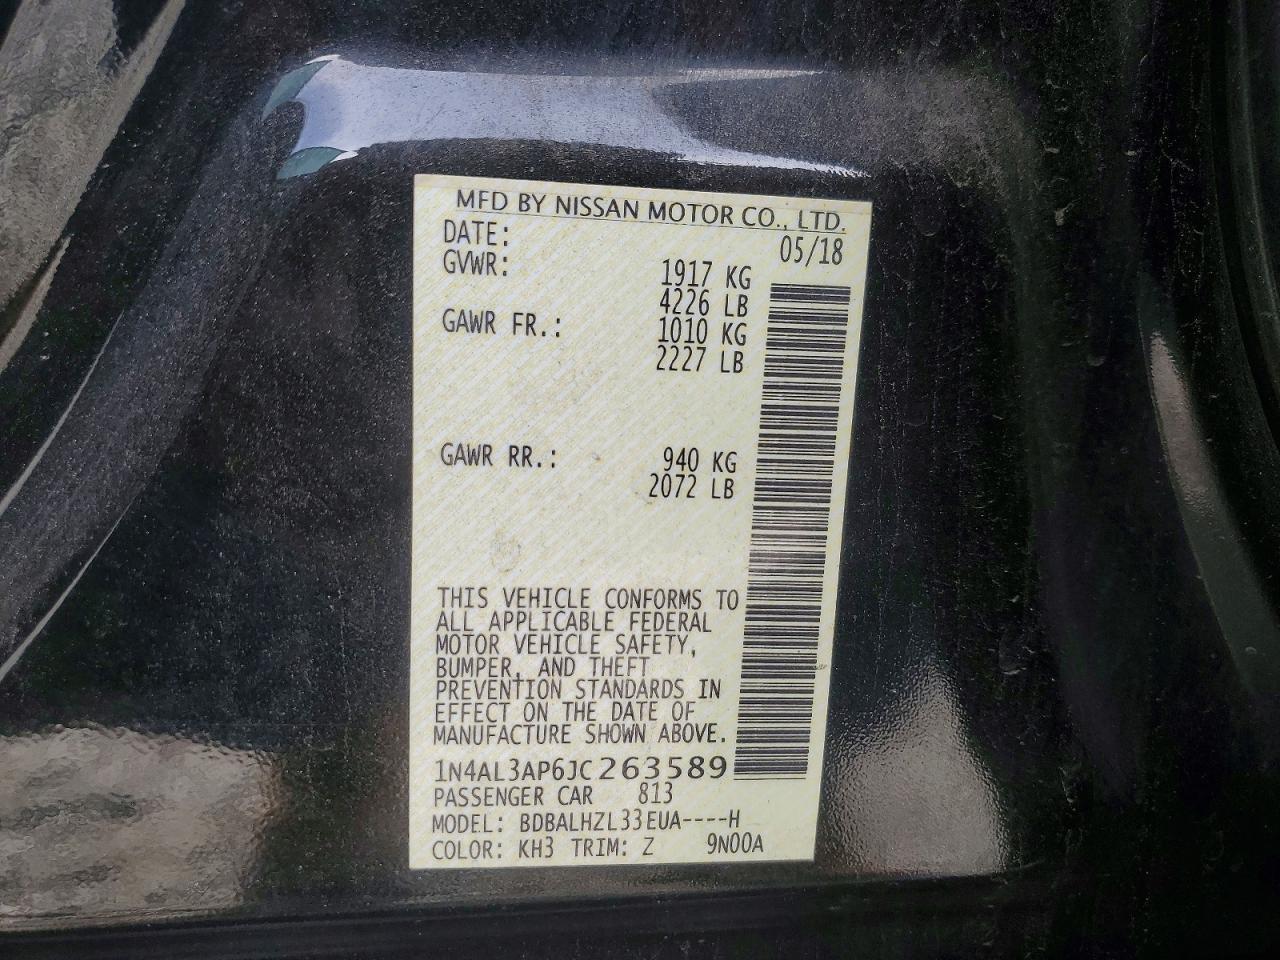 MFD BY NISSAN MOTOR CO., LTD.
DATE: 05/18
GVWR: 1917 KG
4226 LB
GAWR FR.: 1010 KG
2227 LB
GAWR RR.: 940 KG
2072 LB
THIS VEHICLE CONFORMS TO
ALL APPLICABLE FEDERAL
MOTOR VEHICLE SAFETY,
BUMPER, AND THEFT
PREVENTION STANDARDS IN
EFFECT ON THE DATE OF
MANUFACTURE SHOWN ABOVE.
1N4AL3AP6JC263589
PASSENGER CAR 813
MODEL: BDBALHZL33EUA----H
COLOR: KH3 TRIM: Z 9N00A